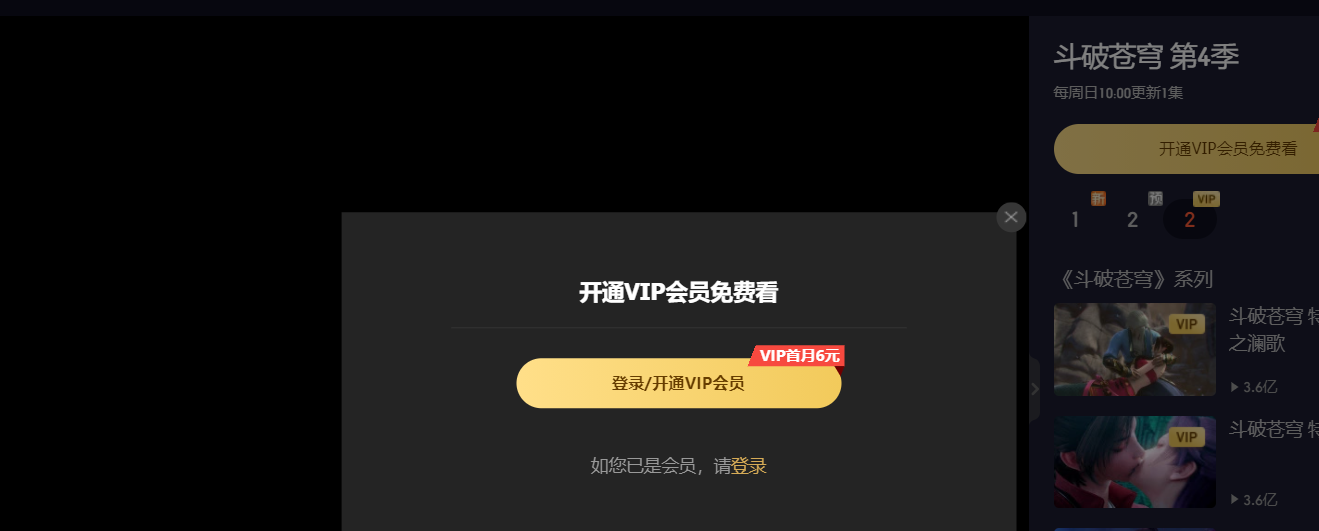 斗破苍穹 第4季
每周日10:00更新1集
开通VIP会员免费看
新
预
VIP
1
2
2
开通VIP会员免费看
VIP首月6元
登录/开通VIP会员
如您已是会员，请登录
《斗破苍穹》系列
VIP
斗破苍穹 特
之澜歌
3.6亿
VIP
斗破苍穹 特
3.6亿